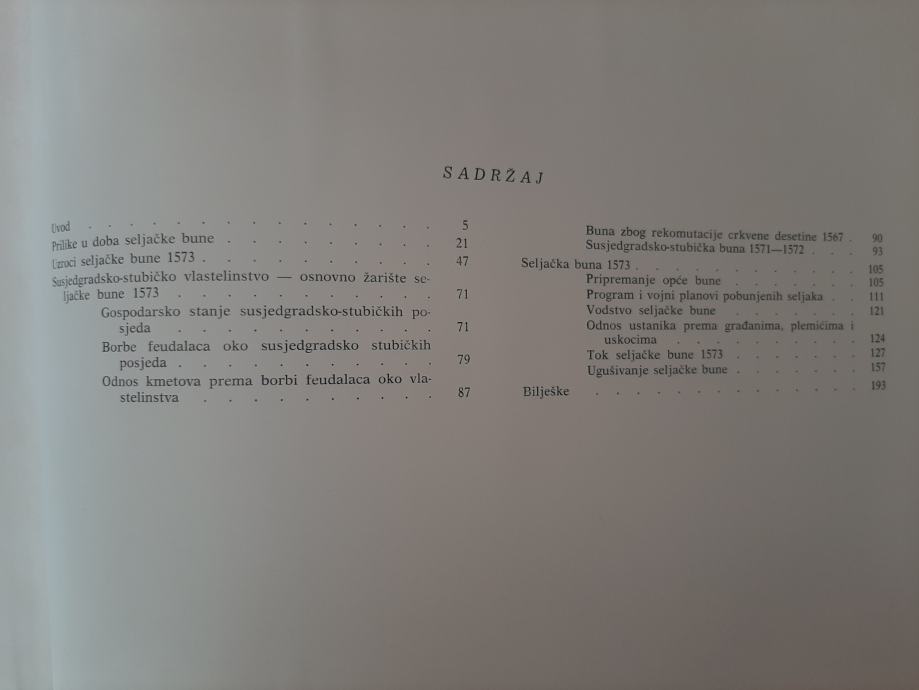 SADRŽAJ
Uvod . . . . . . . . . . . . . 5
Prilike u doba seljačke bune . . . . . . . . 21
Uzroci seljačke bune 1573 . . . . . . . . . 47
Susjedgradsko-stubičko vlastelinstvo — osnovno žarište se-
ljačke bune 1573 . . . . . . . . . . 71
Gospodarsko stanje susjedgradsko-stubičkih po-
sjeda . . . . . . . . . . 71
Borbe feudalaca oko susjedgradsko stubičkih
posjeda . . . . . . . . . . 79
Odnos kmetova prema borbi feudalaca oko vla-
stelinstva . . . . . . . . . 87
Buna zbog rekomutacije crkvene desetine 1567 . 90
Susjedgradsko-stubička buna 1571—1572 . . . 93
Seljačka buna 1573 . . . . . . . . . 105
Pripremanje opće bune . . . . . . 105
Program i vojni planovi pobunjenih seljaka . . 111
Vodstvo seljačke bune . . . . . . 121
Odnos ustanika prema građanima, plemićima i
uskocima . . . . . . . . 124
Tok seljačke bune 1573 . . . . . . 127
Ugušivanje seljačke bune . . . . . . 157
Bilješke . . . . . . . . . . . 193